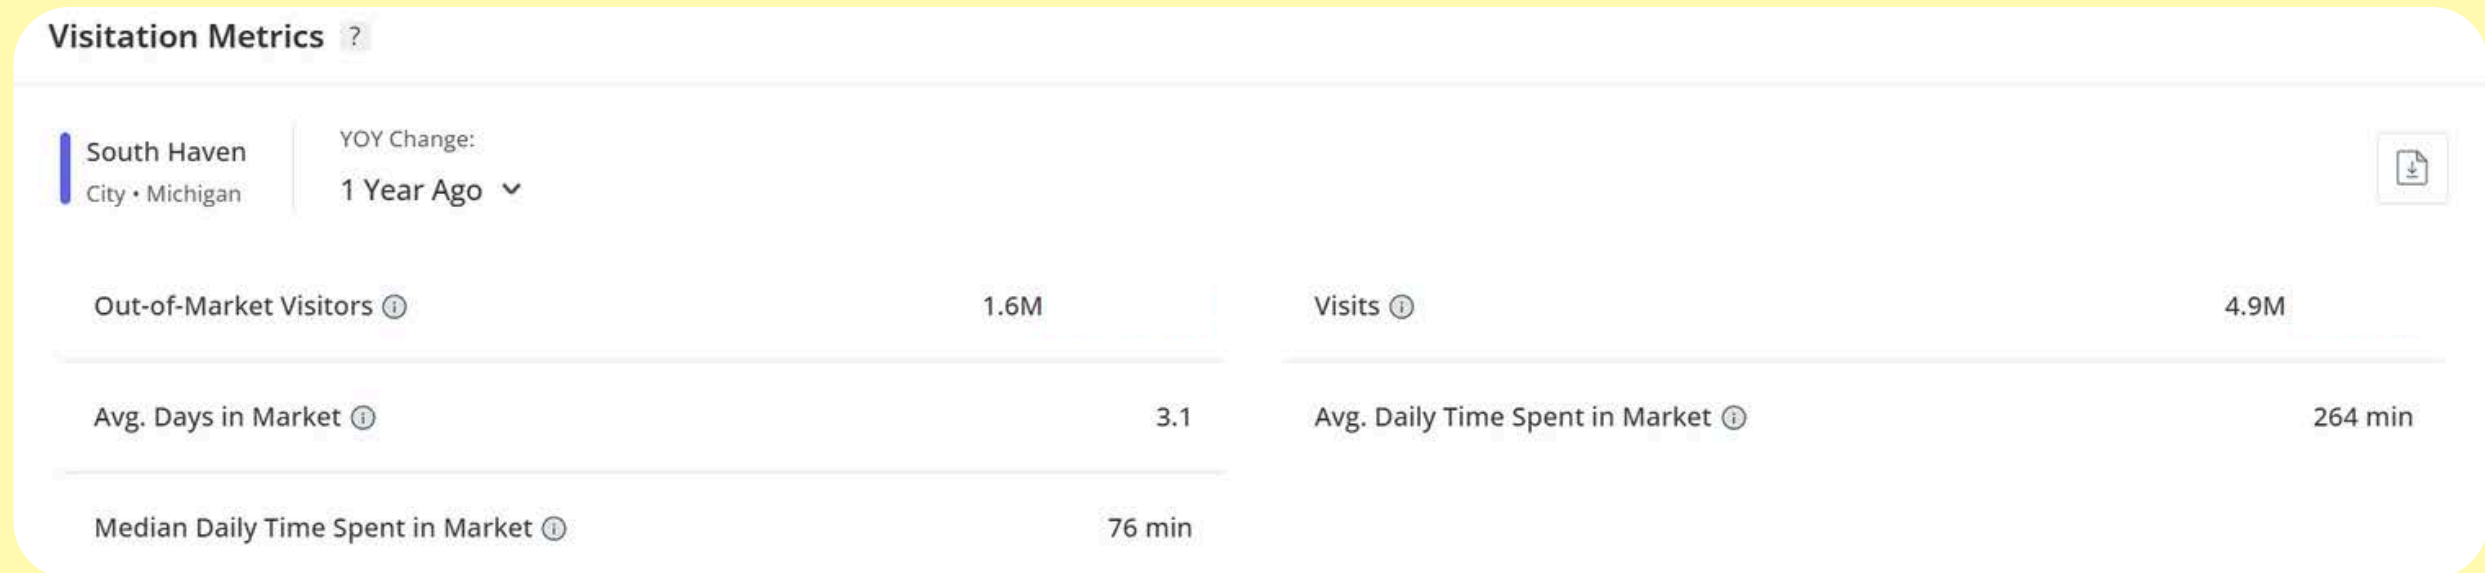 Visitation Metrics ?
South Haven
City • Michigan
YOY Change:
1 Year Ago
Out-of-Market Visitors 1.6M
Visits 4.9M
Avg. Days in Market 3.1
Avg. Daily Time Spent in Market 264 min
Median Daily Time Spent in Market 76 min